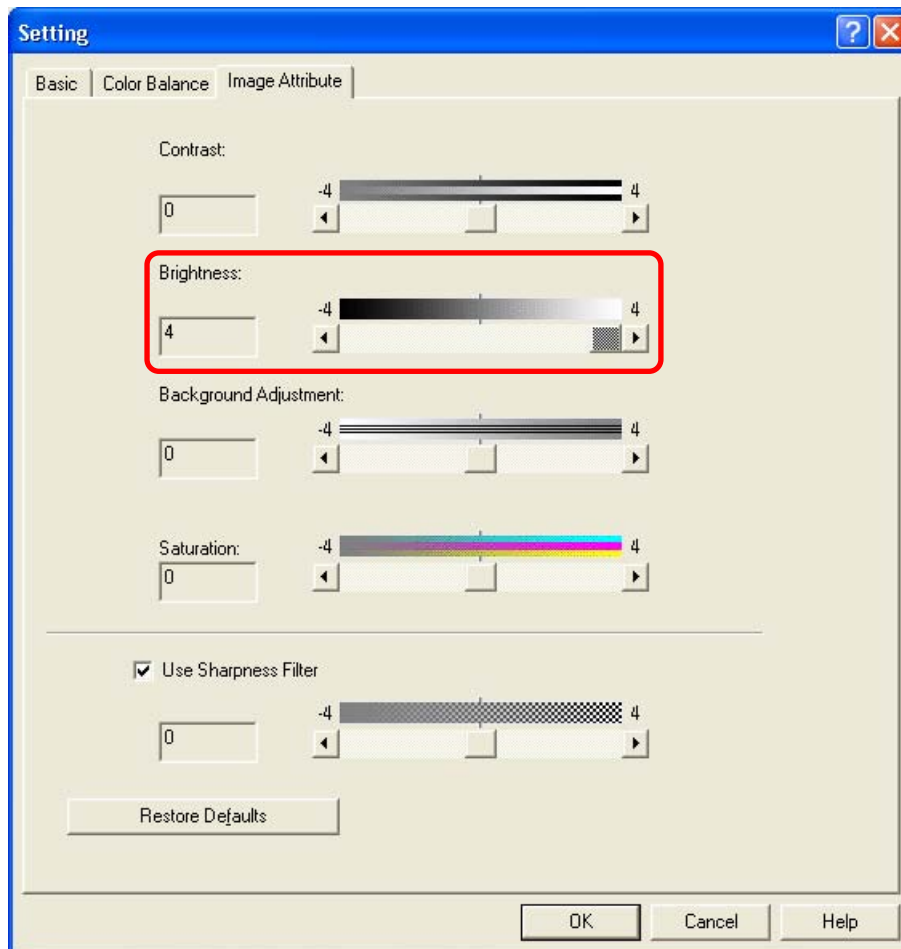 Setting
Basic Color Balance Image Attribute
Contrast:
-4 4
0
Brightness:
-4 4
4
Background Adjustment:
-4 4
0
Saturation:
-4 4
0
Use Sharpness Filter
-4 4
0
Restore Defaults
OK Cancel Help